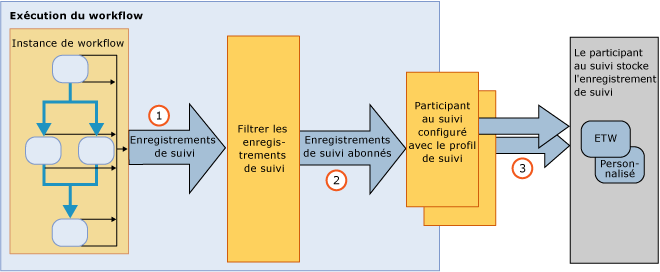 Exécution du workflow
Instance de workflow
1
Enregistrements
de suivi
Filtrer les
enregis-
trements
de suivi
Enregistrements
de suivi abonnés
2
Participant
au suivi
configuré
avec le profil
de suivi
3
Le participant
au suivi stocke
l'enregistrement
de suivi
ETW
Person-
nalisé